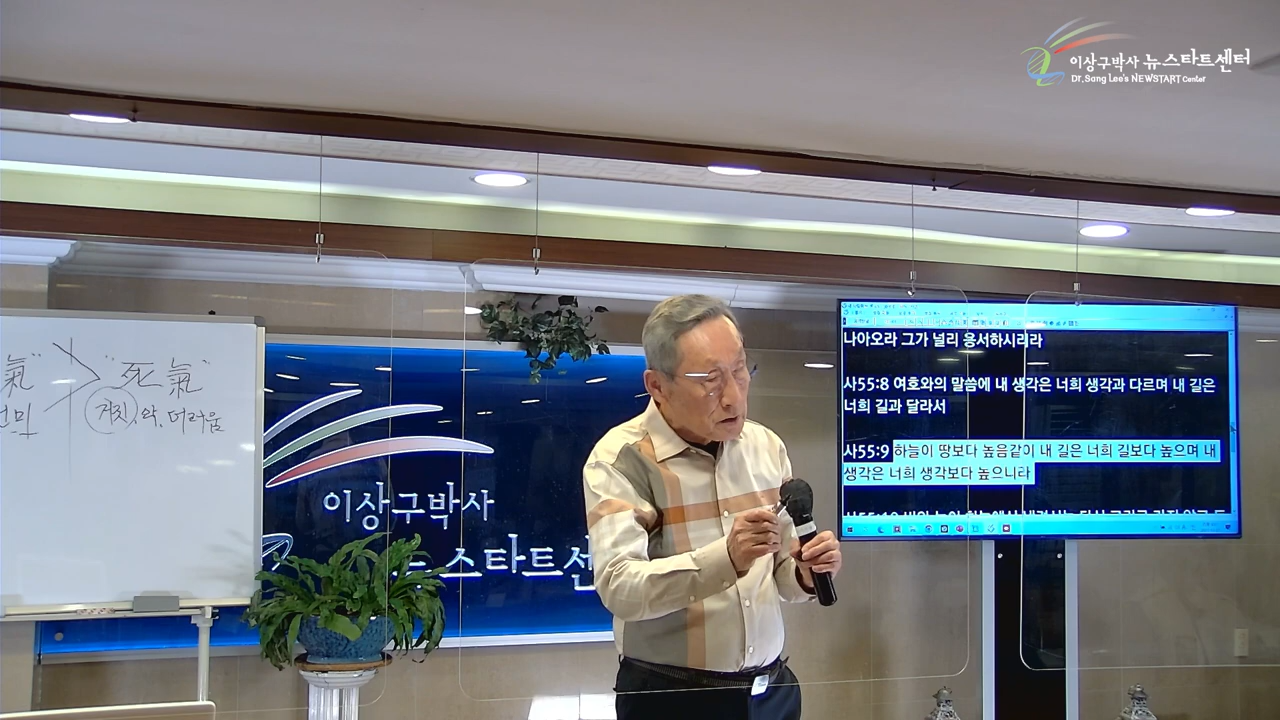 이상구박사 뉴스타트센터
Dr. Sang Lee's NEWSTART Center
氣" "死氣"
거짓, 악, 더러움
이상구박사
뉴스타트센
나아오라 그가 널리 용서하시리라
사55:8 여호와의 말씀에 내 생각은 너희 생각과 다르며 내 길은
너희 길과 달라서
사55:9 하늘이 땅보다 높음같이 내 길은 너희 길보다 높으며 내
생각은 너희 생각보다 높으니라